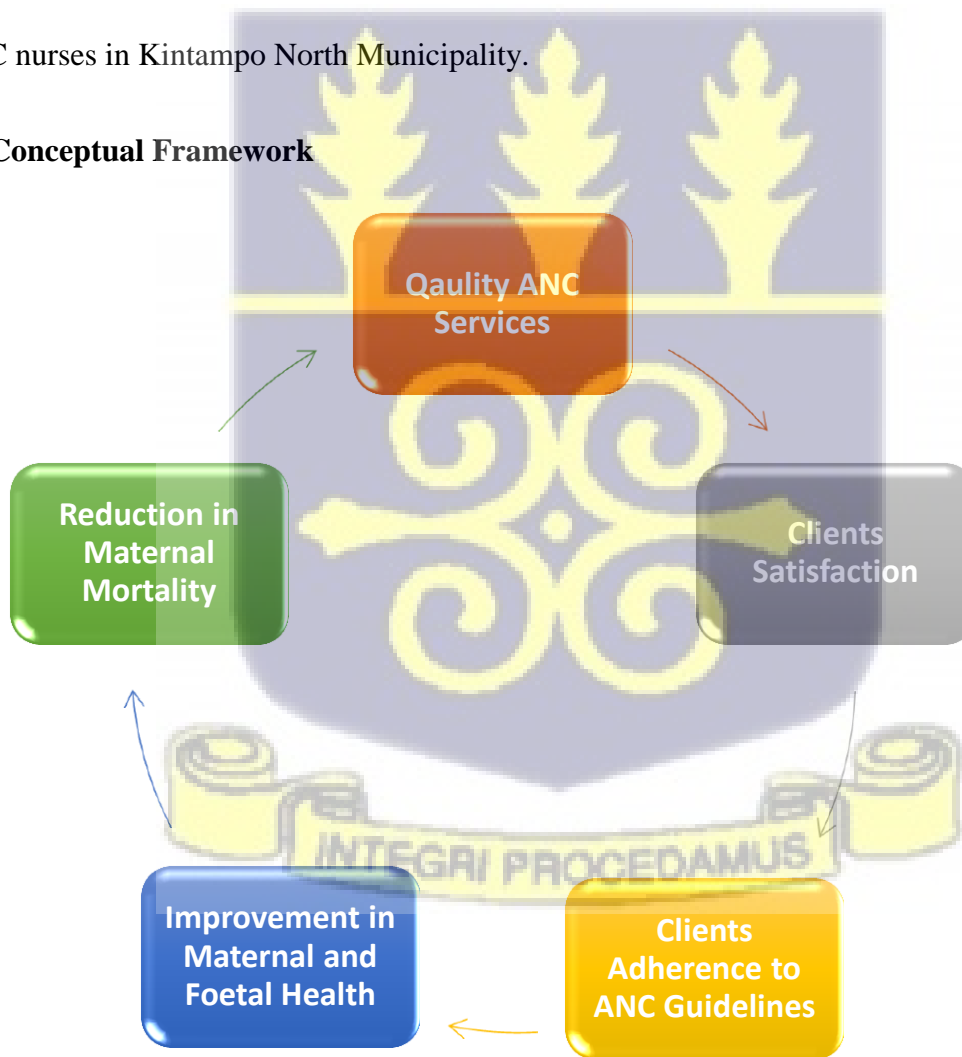 C nurses in Kintampo North Municipality.
Conceptual Framework
Qaulity ANC
Services
Clients
Satisfaction
Clients
Adherence to
ANC Guidelines
Improvement in
Maternal and
Foetal Health
Reduction in
Maternal
Mortality
INTEGRI PROCEDAMUS